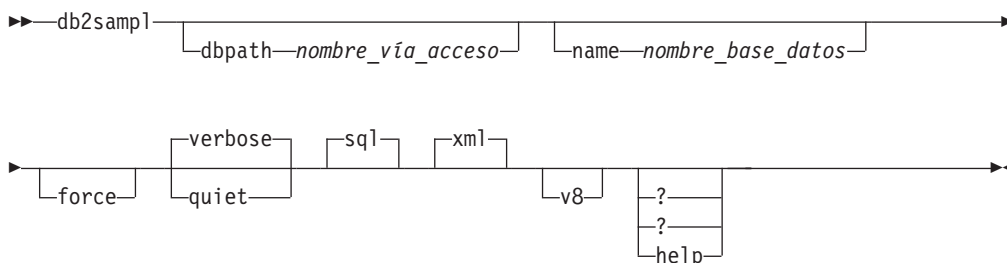 db2sampl
dbpath nombre_vía_acceso
name nombre_base_datos
verbose
sql
xml
force
quiet
v8
?
?
help